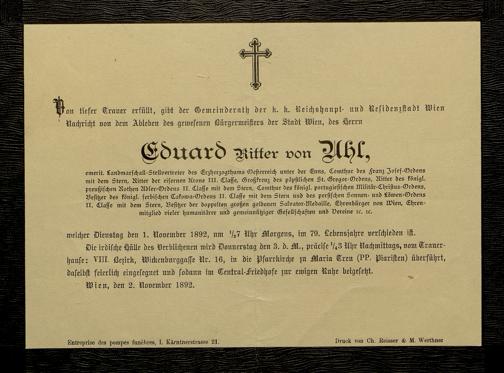 Von tiefer Trauer erfüllt, gibt der Gemeinderath der k. k. Reichshaupt- und Residenzstadt Wien
Nachricht von dem Ableben des gewesenen Bürgermeisters der Stadt Wien, des Herrn
Eduard Ritter von Uhl,
emerit. Landmarschall-Stellvertreter des Erzherzogthums Oesterreich unter der Enns, Comthur des Franz Josef-Ordens
mit dem Stern, Ritter der eisernen Krone III. Classe, Großkreuz des päpstlichen St. Gregor-Ordens, Ritter des königl.
preußischen Rothen Adler-Ordens II. Classe mit dem Stern, Comthur des königl. portugiesischen Militär-Christus-Ordens,
Besitzer des königl. serbischen Takowa-Ordens II. Classe mit dem Stern und des persischen Sonnen- und Löwen-Ordens
II. Classe mit dem Stern, Besitzer der doppelten großen goldenen Salvator-Medaille, Ehrenbürger von Wien, Ehren-
mitglied vieler humanitärer und gemeinnütziger Gesellschaften und Vereine ꝛc. ꝛc.
welcher Dienstag den 1. November 1892, um ¼7 Uhr Morgens, im 79. Lebensjahre verschieden ist.
Die irdische Hülle des Verblichenen wird Donnerstag den 3. d. M., präcise ½3 Uhr Nachmittags, vom Trauer-
hause: VIII. Bezirk, Wickenburggasse Nr. 16, in die Pfarrkirche zu Maria Treu (PP. Piaristen) überführt,
daselbst feierlich eingesegnet und sodann im Central-Friedhofe zur ewigen Ruhe beigesetzt.
Wien, den 2. November 1892.
Entreprise des pompes funèbres, I. Kärntnerstrasse 21.
Druck von Ch. Reisser & M. Werthner